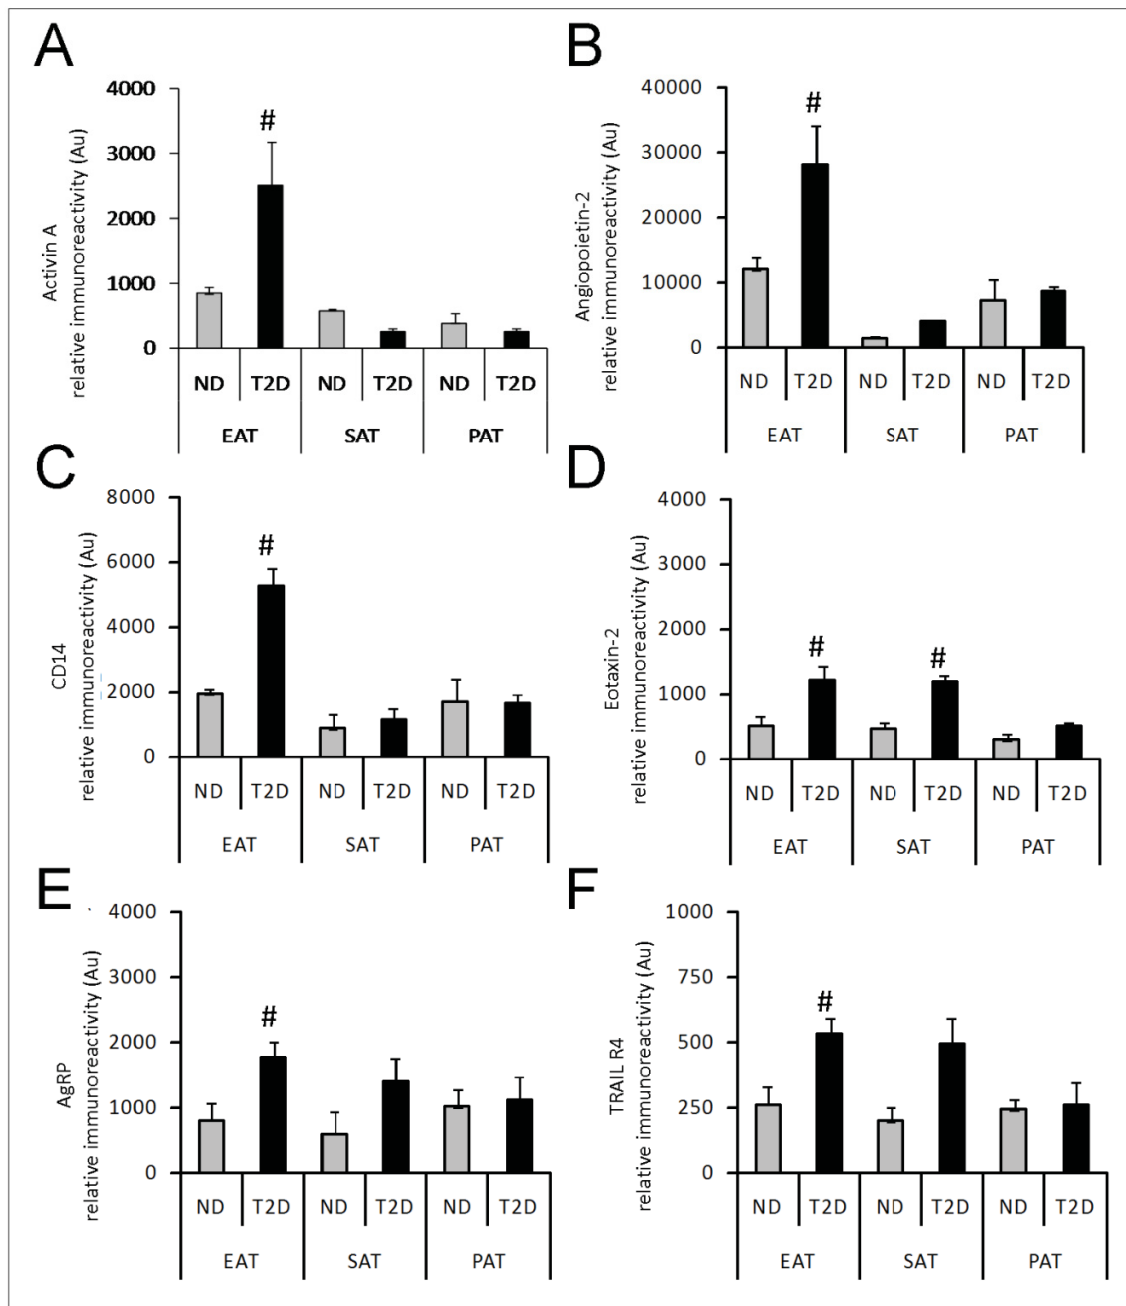 A
Activin A
relative immunoreactivity (Au)
4000
3000
2000
1000
0
#
ND T2D ND T2D ND T2D
EAT SAT PAT
B
Angiopoietin-2
relative immunoreactivity (Au)
40000
30000
20000
10000
0
#
ND T2D ND T2D ND T2D
EAT SAT PAT
C
CD14
relative immunoreactivity (Au)
8000
6000
4000
2000
0
#
ND T2D ND T2D ND T2D
EAT SAT PAT
D
Eotaxin-2
relative immunoreactivity (Au)
4000
3000
2000
1000
0
# #
ND T2D ND T2D ND T2D
EAT SAT PAT
E
AgRP
relative immunoreactivity (Au)
4000
3000
2000
1000
0
#
ND T2D ND T2D ND T2D
EAT SAT PAT
F
TRAIL R4
relative immunoreactivity (Au)
1000
750
500
250
0
#
ND T2D ND T2D ND T2D
EAT SAT PAT